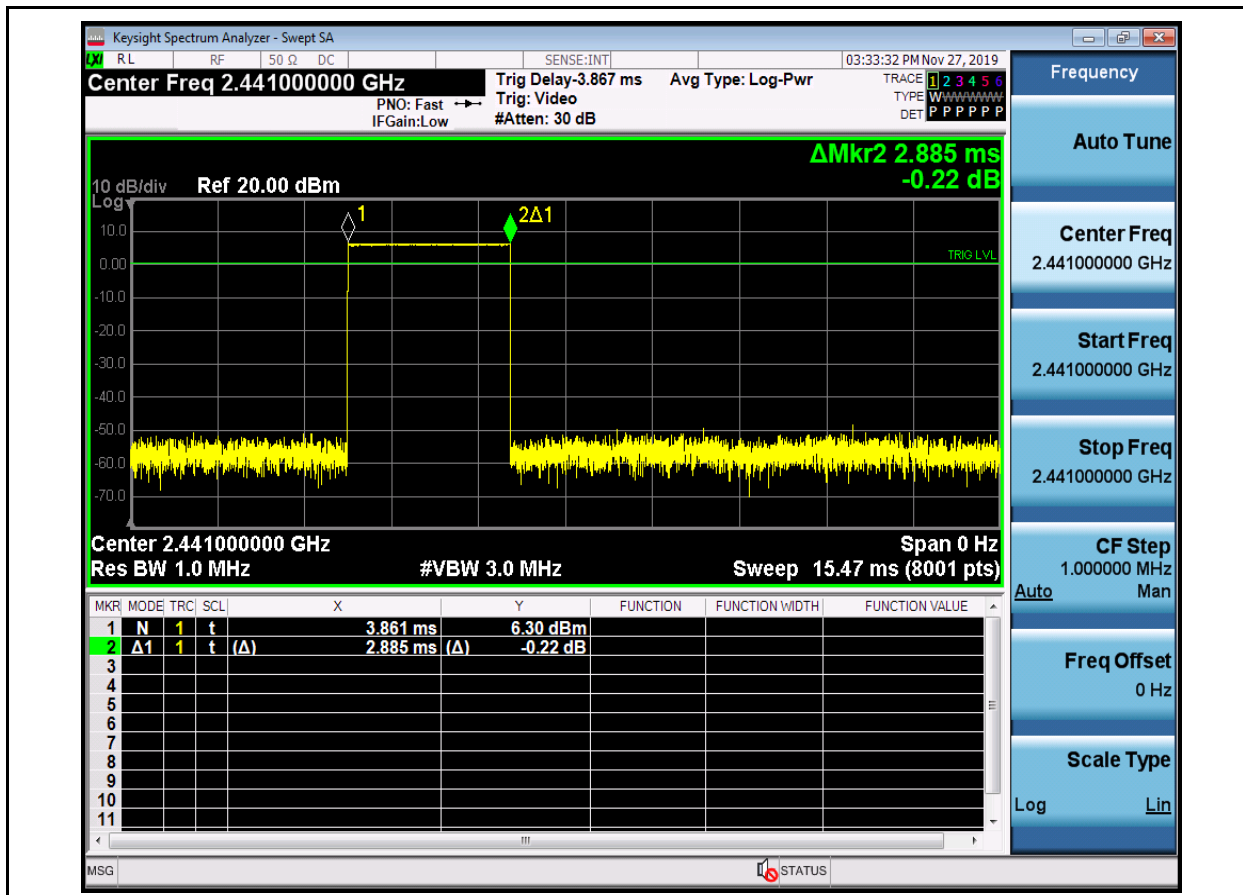 Keysight Spectrum Analyzer - Swept SA
LXI RL RF 50 Ω DC SENSE:INT 03:33:32 PM Nov 27, 2019
Center Freq 2.441000000 GHz Trig Delay-3.867 ms Avg Type: Log-Pwr TRACE 1 2 3 4 5 6
PNO: Fast Trig: Video TYPE WWWWWW
IFGain:Low #Atten: 30 dB DET P P P P P P
ΔMkr2 2.885 ms
-0.22 dB
10 dB/div Ref 20.00 dBm
Log
1 2Δ1
10.0
0.00 TRIG LVL
-10.0
-20.0
-30.0
-40.0
-50.0
-60.0
-70.0
Center 2.441000000 GHz Span 0 Hz
Res BW 1.0 MHz #VBW 3.0 MHz Sweep 15.47 ms (8001 pts)
MKR MODE TRC SCL X Y FUNCTION FUNCTION WIDTH FUNCTION VALUE
1 N 1 t 3.861 ms 6.30 dBm
2 Δ1 1 t (Δ) 2.885 ms (Δ) -0.22 dB
3
4
5
6
7
8
9
10
11
MSG STATUS
Frequency
Auto Tune
Center Freq
2.441000000 GHz
Start Freq
2.441000000 GHz
Stop Freq
2.441000000 GHz
CF Step
1.000000 MHz
Auto Man
Freq Offset
0 Hz
Scale Type
Log Lin